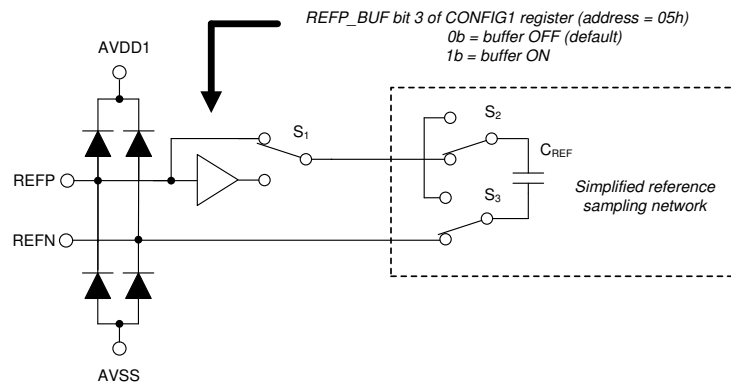 REFP_BUF bit 3 of CONFIG1 register (address = 05h)
0b = buffer OFF (default)
1b = buffer ON
AVDD1
S1
S2
CREF
REFP
S3
Simplified reference
sampling network
REFN
AVSS